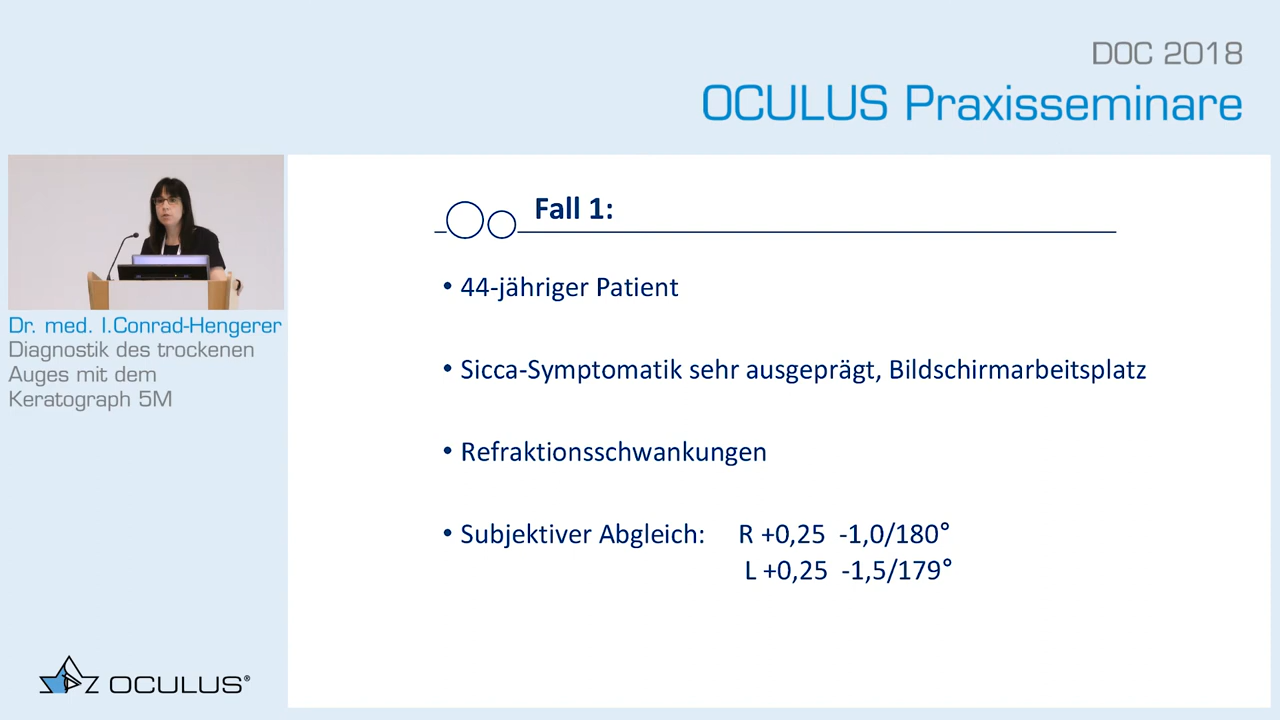 DOC 2018
OCULUS Praxisseminare
Dr. med. I.Conrad-Hengerer
Diagnostik des trockenen
Auges mit dem
Keratograph 5M
Fall 1:
• 44-jähriger Patient
• Sicca-Symptomatik sehr ausgeprägt, Bildschirmarbeitsplatz
• Refraktionsschwankungen
• Subjektiver Abgleich: R +0,25 -1,0/180°
L +0,25 -1,5/179°
OCULUS®